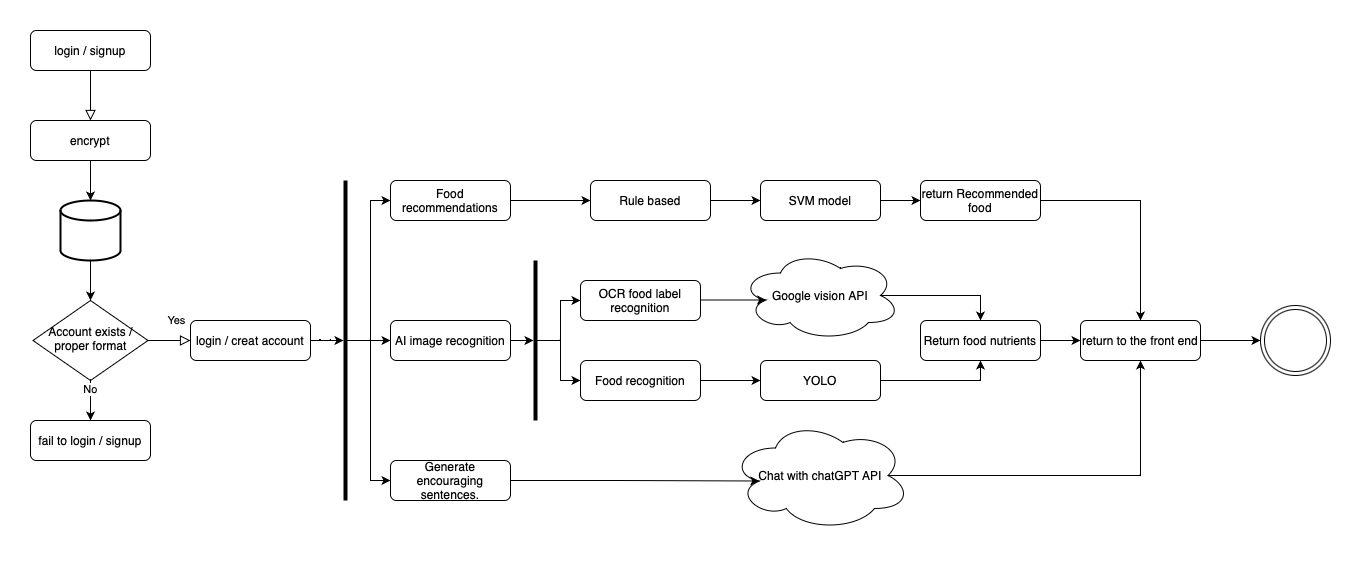 login / signup
encrypt
Account exists /
proper format
Yes
No
fail to login / signup
login / creat account
Food
recommendations
Rule based
SVM model
return Recommended
food
AI image recognition
OCR food label
recognition
Google vision API
Food recognition
YOLO
Return food nutrients
return to the front end
Generate
encouraging
sentences.
Chat with chatGPT API